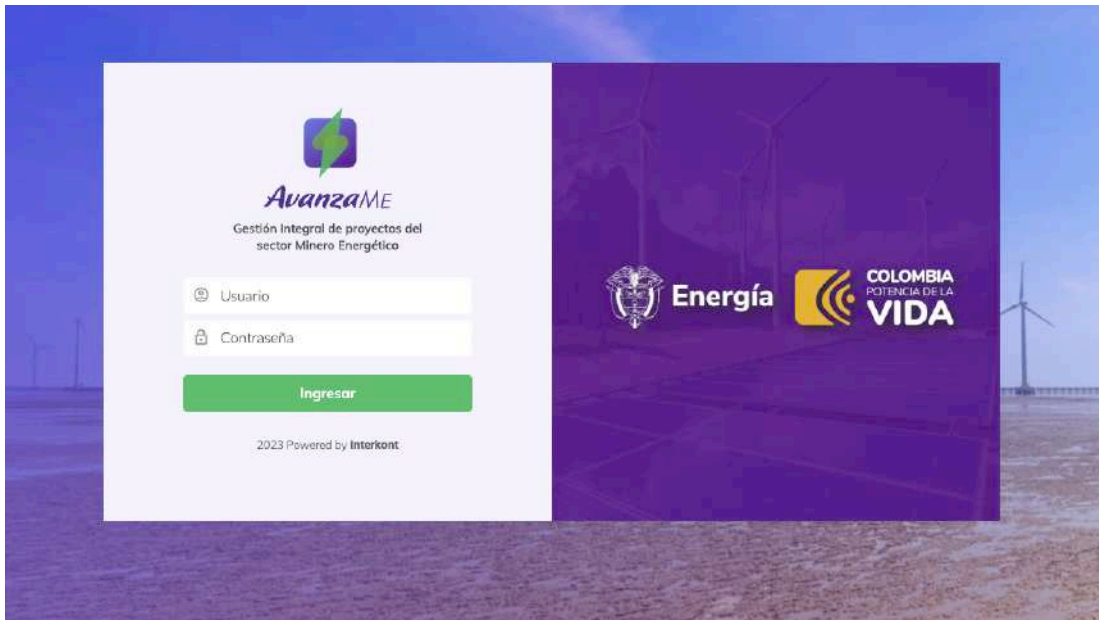 AvanzaME
Gestión Integral de proyectos del
sector Minero Energético
Usuario
Contraseña
Ingresar
2023 Powered by Interkont
Energía
COLOMBIA
POTENCIA DE LA
VIDA